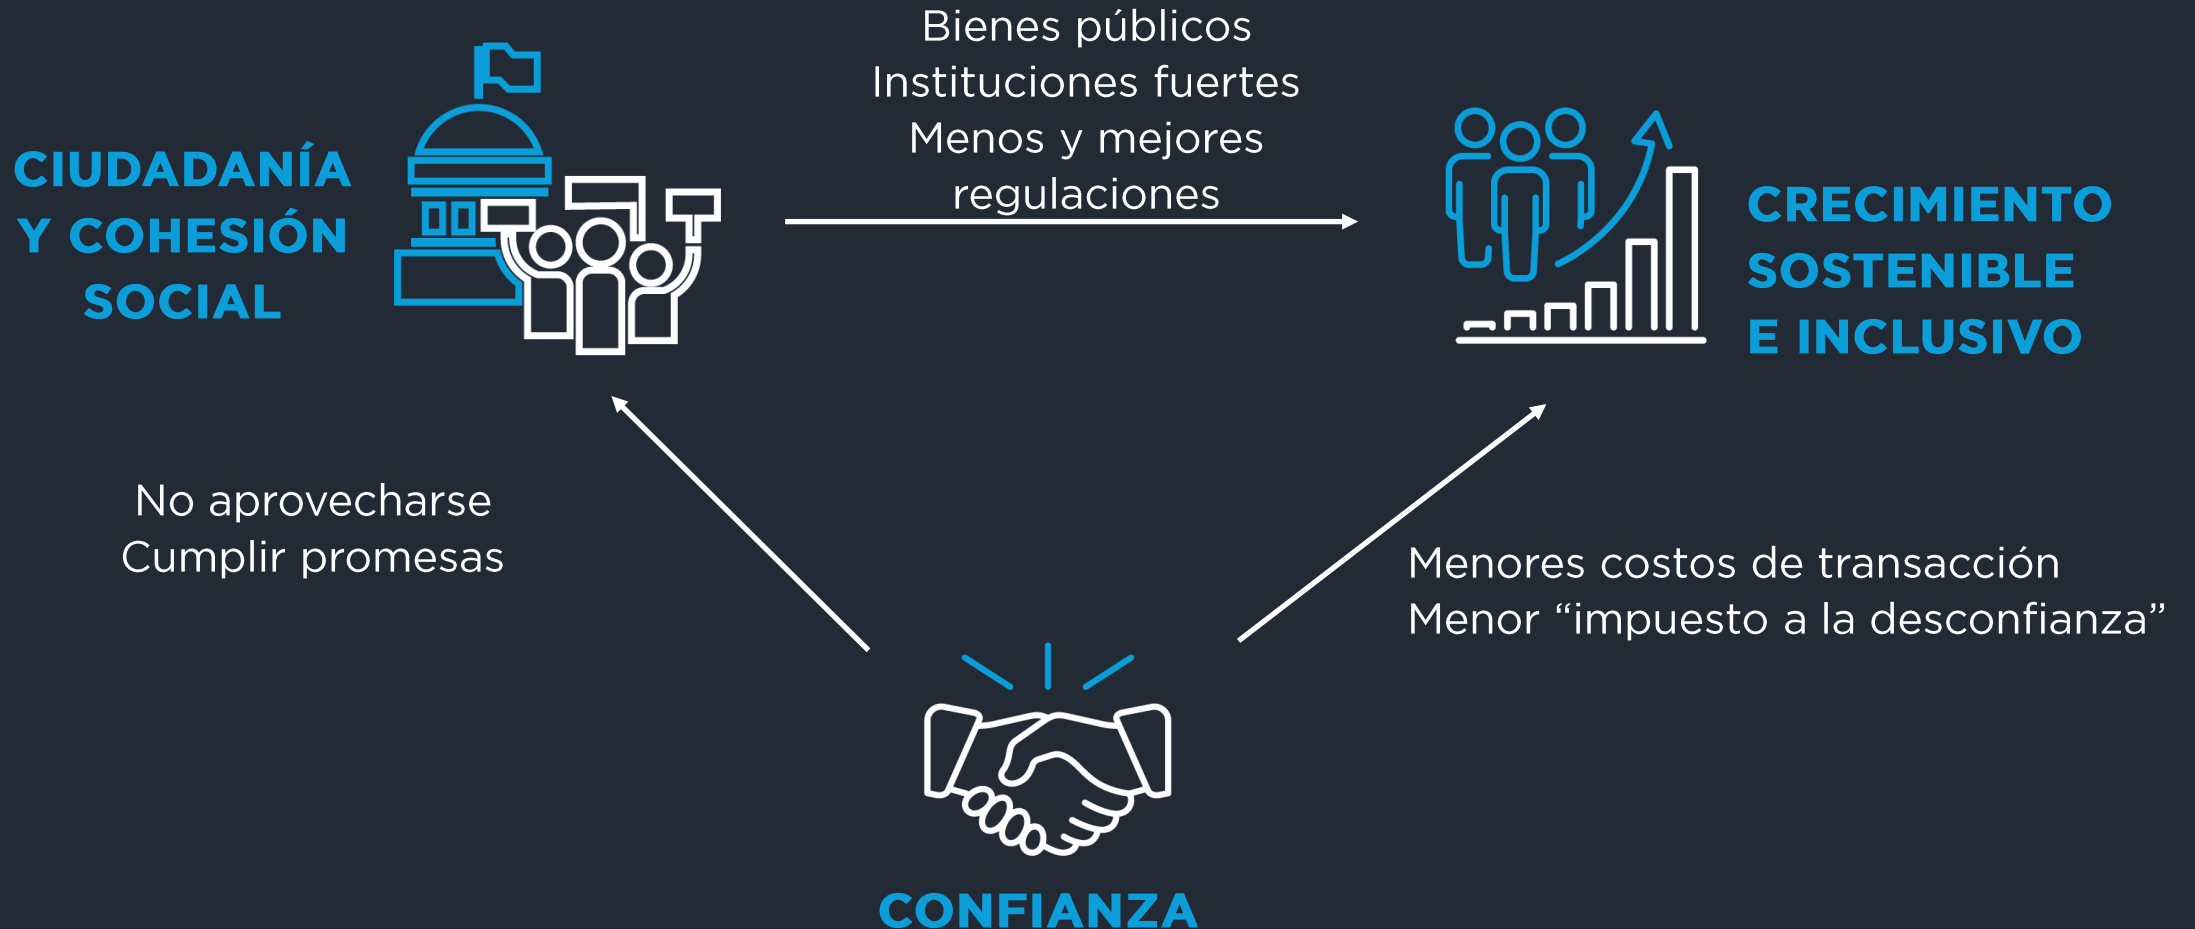 Bienes públicos
Instituciones fuertes
Menos y mejores
regulaciones
CIUDADANÍA
Y COHESIÓN
SOCIAL
CRECIMIENTO
SOSTENIBLE
E INCLUSIVO
No aprovecharse
Cumplir promesas
Menores costos de transacción
Menor “impuesto a la desconfianza”
CONFIANZA